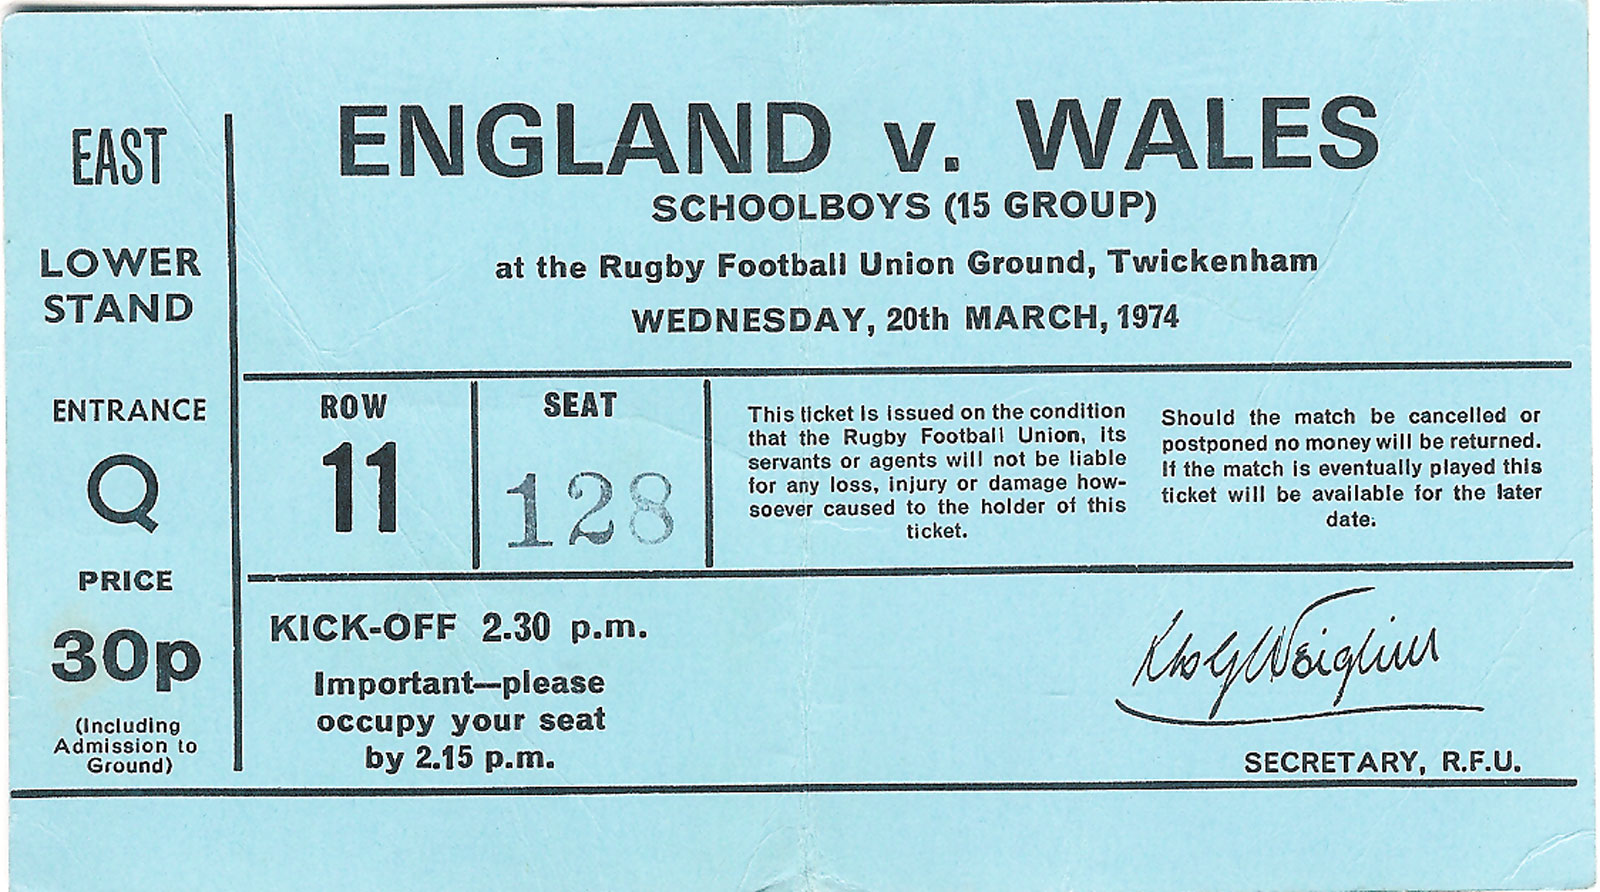 EAST
LOWER
STAND
ENTRANCE
Q
PRICE
30p
(Including
Admission to
Ground)
ENGLAND v. WALES
SCHOOLBOYS (15 GROUP)
at the Rugby Football Union Ground, Twickenham
WEDNESDAY, 20th MARCH, 1974
ROW
11
SEAT
128
This ticket is issued on the condition
that the Rugby Football Union, its
servants or agents will not be liable
for any loss, injury or damage how-
soever caused to the holder of this
ticket.
Should the match be cancelled or
postponed no money will be returned.
If the match is eventually played this
ticket will be available for the later
date.
KICK-OFF 2.30 p.m.
Important—please
occupy your seat
by 2.15 p.m.
SECRETARY, R.F.U.